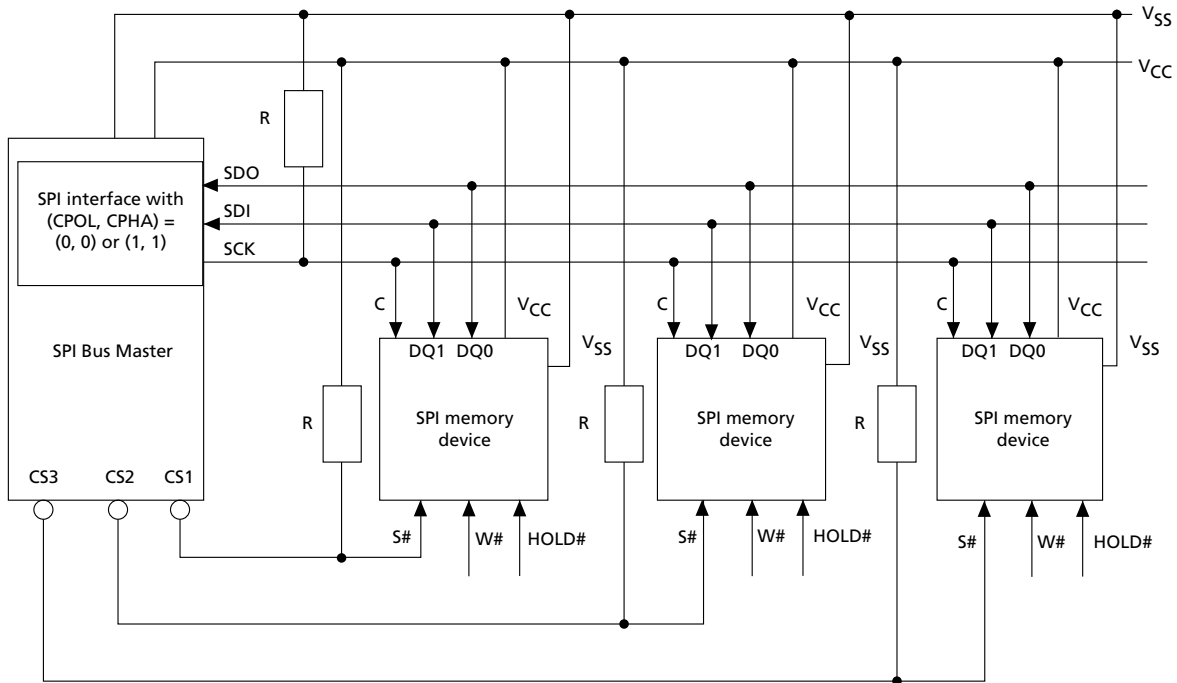 VSS
VCC
R
SDO
SPI interface with
(CPOL, CPHA) =
(0, 0) or (1, 1)
SDI
SCK
SPI Bus Master
C
VCC
C
VCC
C
VCC
DQ1 DQ0
VSS
DQ1 DQ0
VSS
DQ1 DQ0
VSS
R
SPI memory
device
R
SPI memory
device
R
SPI memory
device
CS3 CS2 CS1
S# W# HOLD#
S# W# HOLD#
S# W# HOLD#